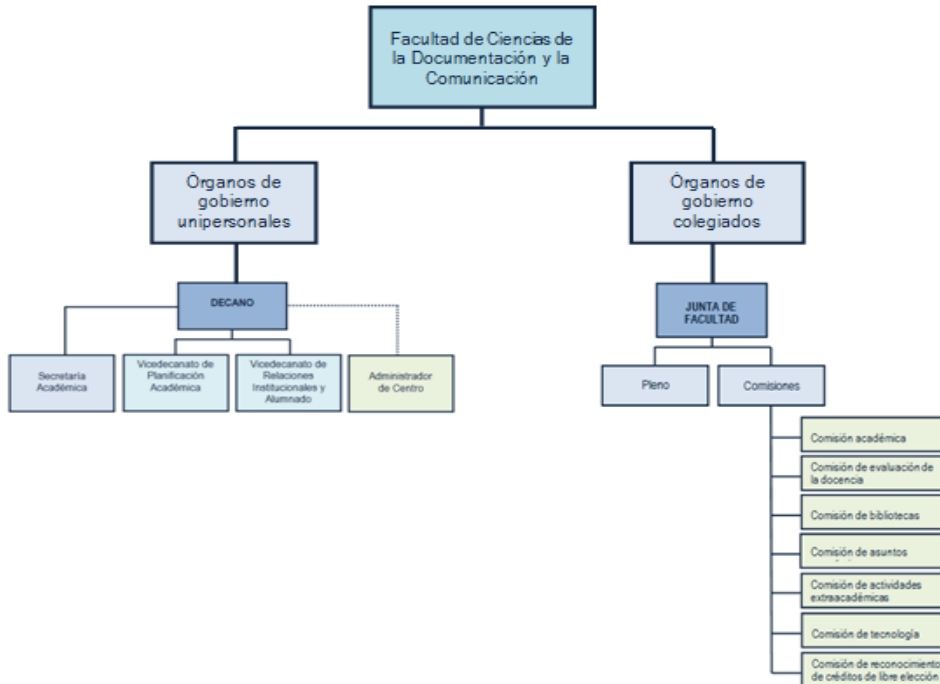 Facultad de Ciencias de
la Documentación y la
Comunicación
Órganos de
gobierno
unipersonales
Órganos de
gobierno
colegiados
DECANO
JUNTA DE
FACULTAD
Secretaría
Académica
Vicedecanato de
Planificación
Académica
Vicedecanato de
Relaciones
Institucionales y
Alumnado
Administrador
de Centro
Pleno
Comisiones
Comisión académica
Comisión de evaluación de
la docencia
Comisión de bibliotecas
Comisión de asuntos
Comisión de actividades
extraacadémicas
Comisión de tecnología
Comisión de reconocimiento
de créditos de libre elección